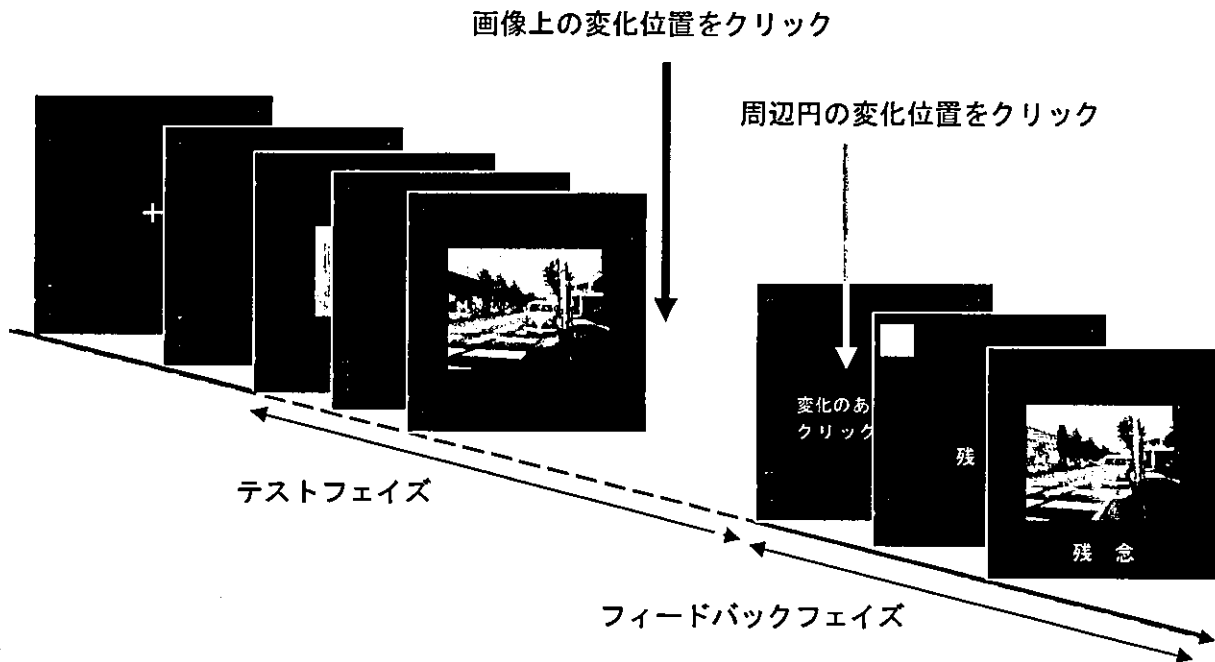 画像上の変化位置をクリック
周辺円の変化位置をクリック
変化のあ
クリック
残
残 念
テストフェイズ
フィードバックフェイズ